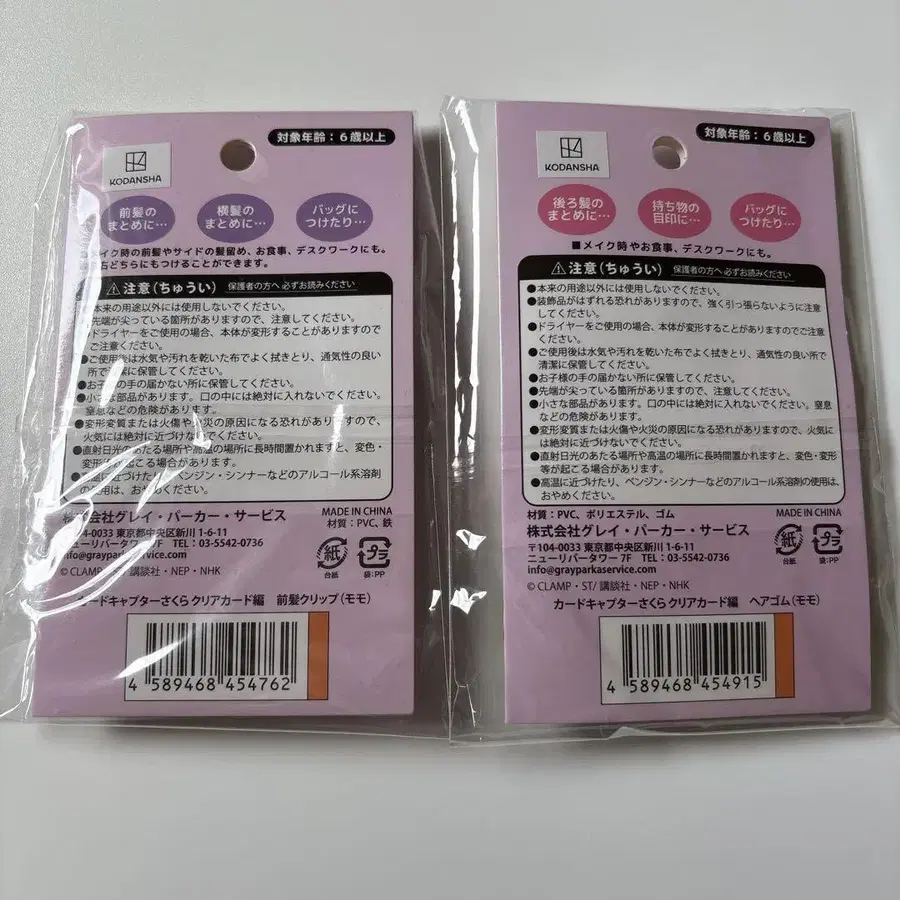 対象年齢：6歳以上
KODANSHA
前髪の
まとめに…
横髪の
まとめに…
バッグに
つけたり…
メイク時の前髪やサイドの髪留め、お食事、デスクワークにも。
右どちらにもつけることができます。
注意（ちゅうい） 保護者の方へ 必ずお読みください
●本来の用途以外には使用しないでください。
先端が尖っている箇所がありますので、注意してください。
ドライヤーをご使用の場合、本体が変形することがありますので
ご注意ください。
●ご使用後は水気や汚れを乾いた布でよく拭きとり、通気性の良い
所で清潔に保管してください。
●お子様の手の届かない所に保管してください。
●小さな部品があります。口の中には絶対に入れないでください。
窒息などの危険があります。
●変形変質または火傷や火災の原因になる恐れがありますので、
火気には絶対に近づけないでください。
●直射日光のあたる場所や高温の場所に長時間置かれますと、変色・
変形等が起こる場合があります。
高温に近づけたり、ベンジン・シンナーなどのアルコール系溶剤
の使用は、おやめください。
MADE IN CHINA
材質：PVC、鉄
株式会社グレイ・パーカー・サービス
〒104-0033 東京都中央区新川 1-6-11
ニューリバータワー 7F TEL：03-5542-0736
info@grayparkaservice.com
紙
台紙
プラ
袋：PP
©CLAMP・ST/ 講談社・NEP・NHK
カードキャプターさくら クリアカード編 前髪クリップ（モモ）
4 589468 454762
対象年齢：6歳以上
KODANSHA
後ろ髪の
まとめに…
持ち物の
目印に…
バッグに
つけたり…
■メイク時やお食事、デスクワークにも。
注意（ちゅうい） 保護者の方へ 必ずお読みください
●本来の用途以外には使用しないでください。
●装飾品がはずれる恐れがありますので、強く引っ張らないように注意
してください。
●ドライヤーをご使用の場合、本体が変形することがありますのでご注意
ください。
●ご使用後は水気や汚れを乾いた布でよく拭きとり、通気性の良い所で
清潔に保管してください。
●お子様の手の届かない所に保管してください。
●先端が尖っている箇所がありますので、注意してください。
●小さな部品があります。口の中には絶対に入れないでください。窒息
などの危険があります。
●変形変質または火傷や火災の原因になる恐れがありますので、火気に
は絶対に近づけないでください。
●直射日光のあたる場所や高温の場所に長時間置かれますと、変色・変形
等が起こる場合があります。
●高温に近づけたり、ベンジン・シンナーなどのアルコール系溶剤の使用は、
おやめください。
材質：PVC、ポリエステル、ゴム
MADE IN CHINA
株式会社グレイ・パーカー・サービス
〒104-0033 東京都中央区新川 1-6-11
ニューリバータワー 7F TEL：03-5542-0736
info@grayparkaservice.com
紙
台紙
プラ
袋：PP
©CLAMP・ST/ 講談社・NEP・NHK
カードキャプターさくら クリアカード編 ヘアゴム（モモ）
4 589468 454915